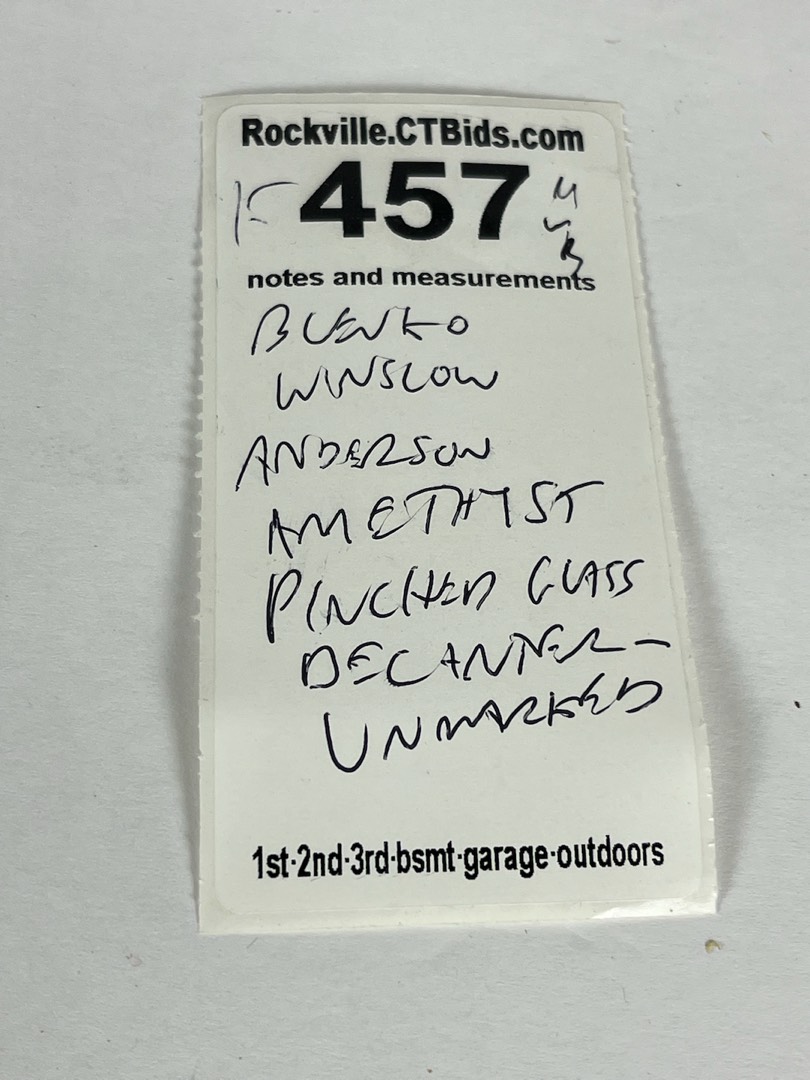 Rockville.CTBids.com
457
notes and measurements
BLENKO
WINSLOW
ANDERSON
AMETHYST
PINCHED GLASS
DECANTER-
UNMARKED
1st·2nd·3rd·bsmt·garage·outdoors